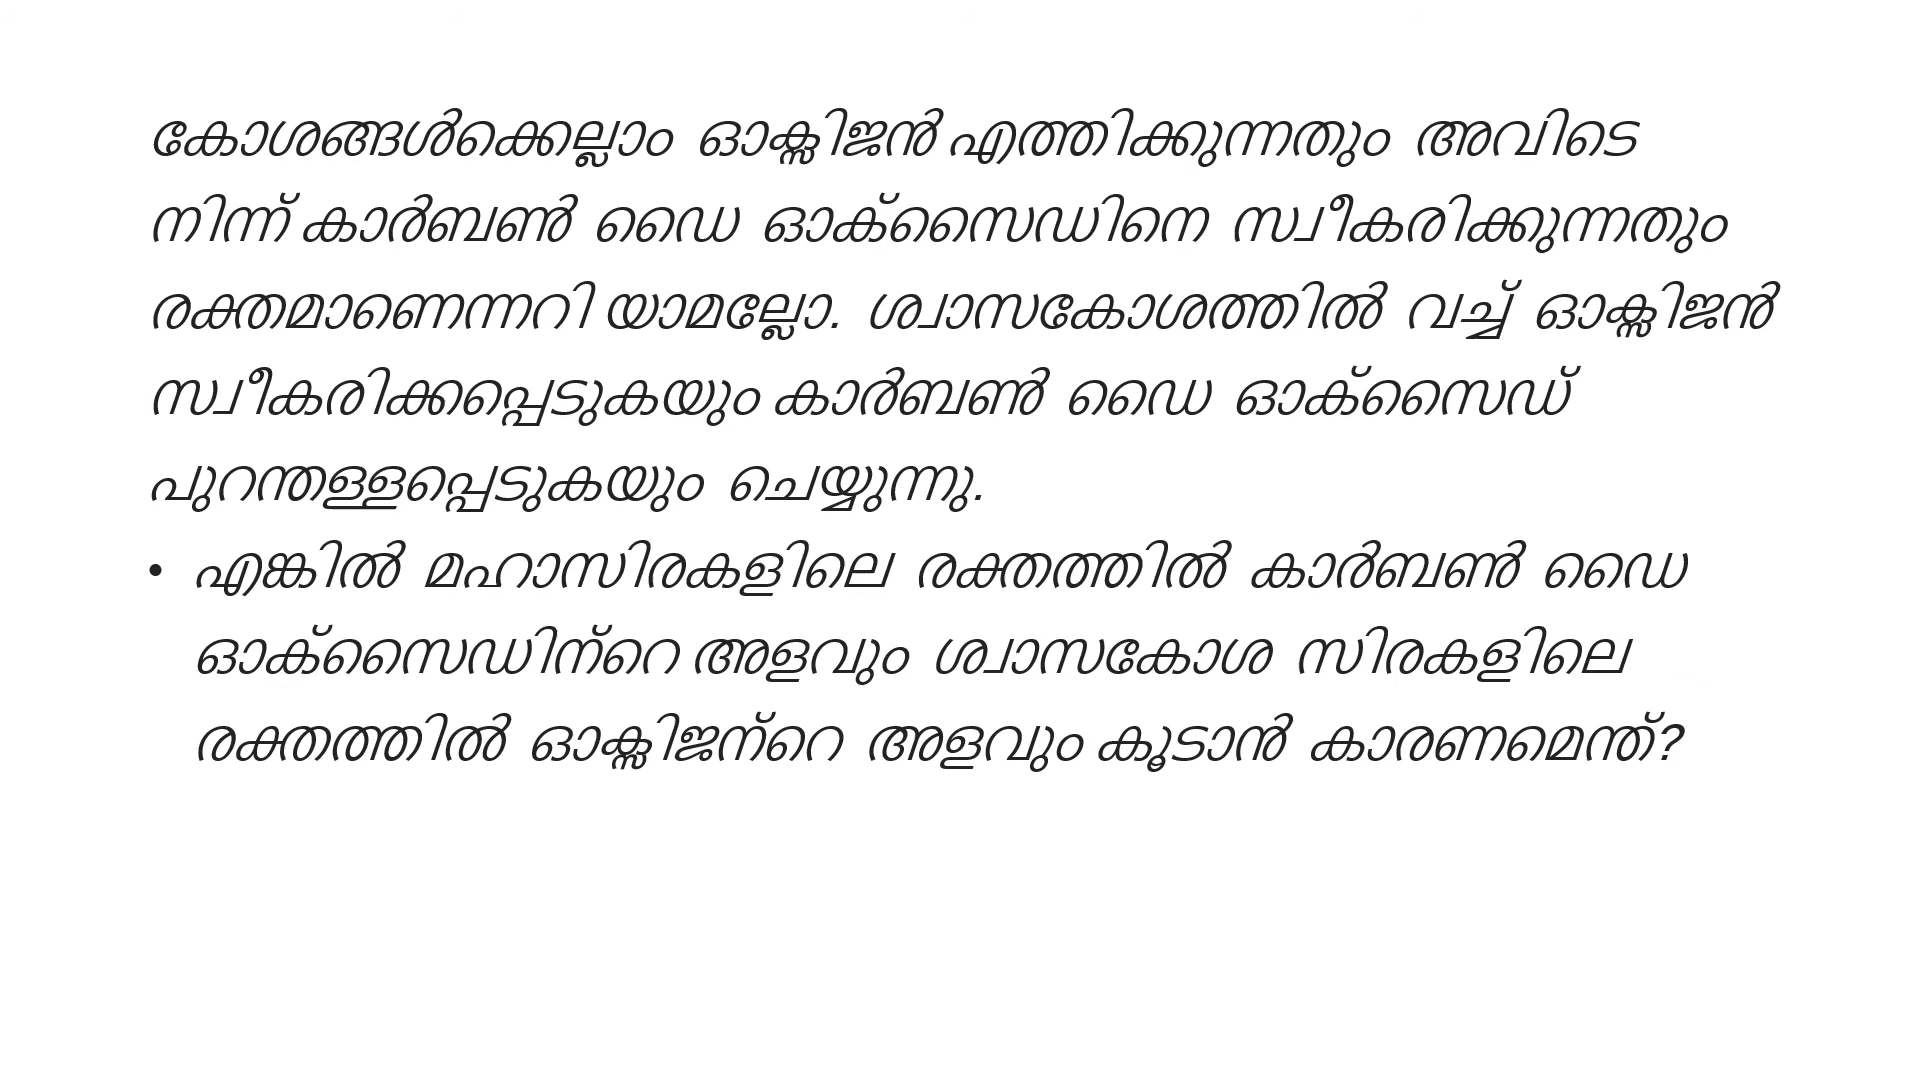 കോശങ്ങൾക്കെല്ലാം ഓക്സിജൻ എത്തിക്കുന്നതും അവിടെ
നിന്ന് കാർബൺ ഡൈ ഓക്‌സൈഡിനെ സ്വീകരിക്കുന്നതും
രക്തമാണെന്നറി യാമല്ലോ. ശ്വാസകോശത്തിൽ വച്ച് ഓക്സിജൻ
സ്വീകരിക്കപ്പെടുകയും കാർബൺ ഡൈ ഓക്‌സൈഡ്
പുറന്തള്ളപ്പെടുകയും ചെയ്യുന്നു.
• എങ്കിൽ മഹാസിരകളിലെ രക്തത്തിൽ കാർബൺ ഡൈ
ഓക്‌സൈഡിന്റെ അളവും ശ്വാസകോശ സിരകളിലെ
രക്തത്തിൽ ഓക്സിജന്റെ അളവും കൂടാൻ കാരണമെന്ത്?